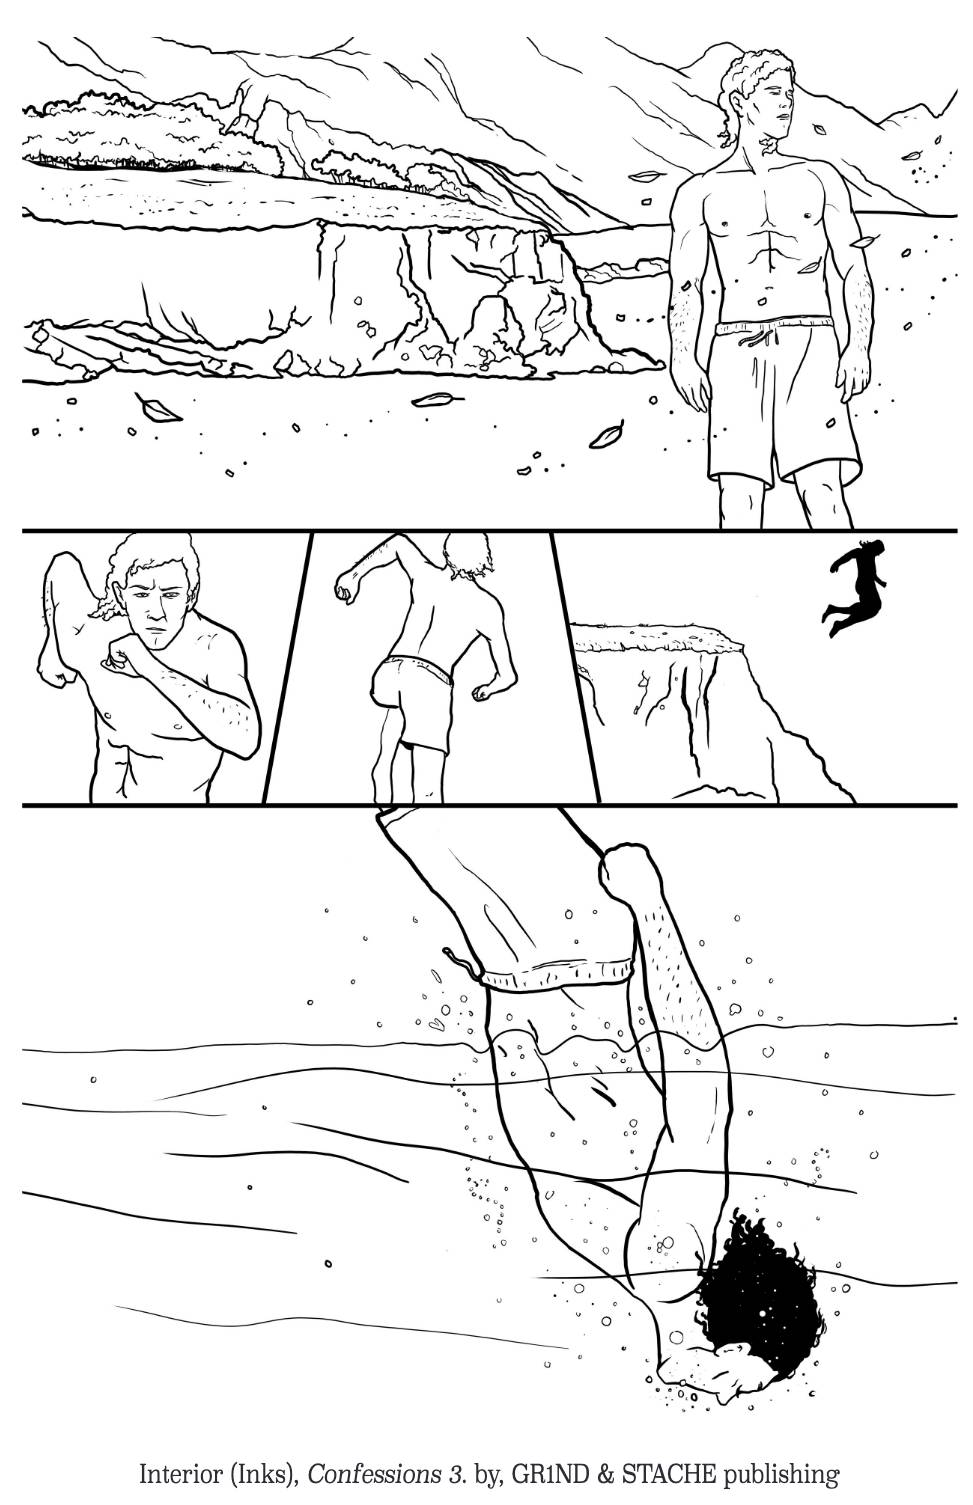 Interior (Inks), Confessions 3. by, GR1ND & STACHE publishing